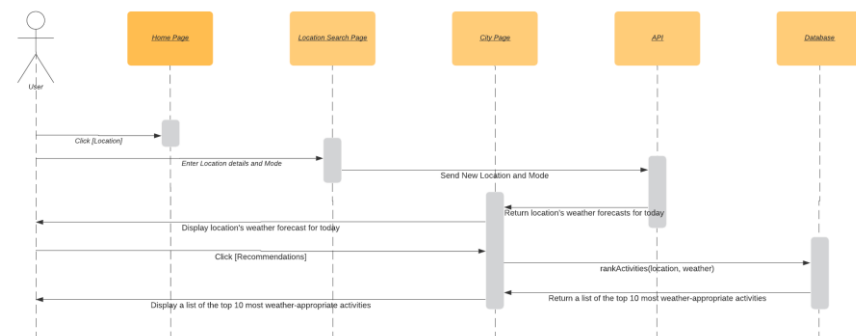 Home Page
Location Search Page
City Page
API
Database
User
Click [Location]
Enter Location details and Mode
Send New Location and Mode
Return location's weather forecasts for today
Display location's weather forecast for today
Click [Recommendations]
rankActivities(location, weather)
Return a list of the top 10 most weather-appropriate activities
Display a list of the top 10 most weather-appropriate activities